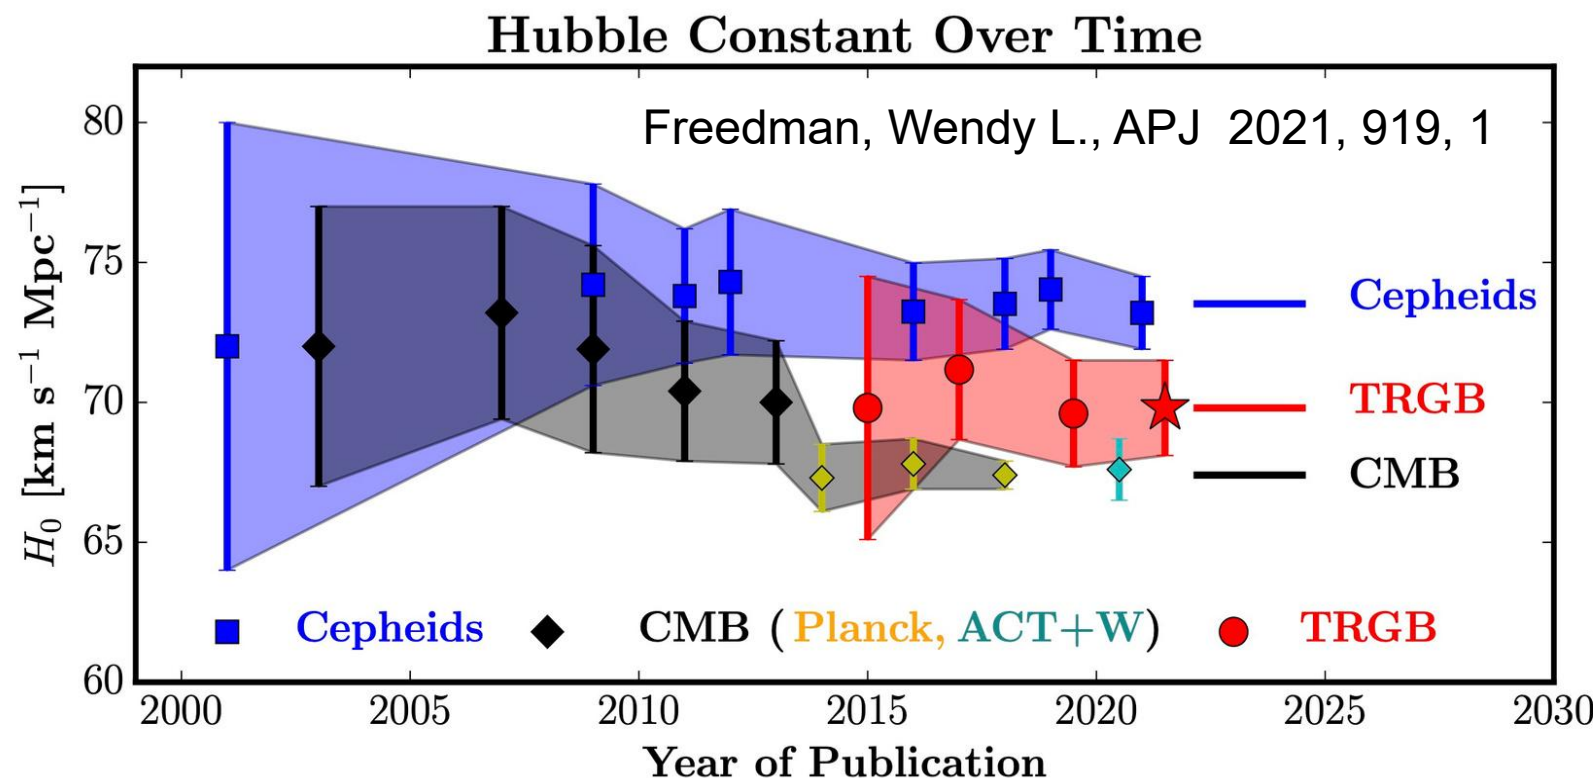 Hubble Constant Over Time
Freedman, Wendy L., APJ  2021, 919, 1
H₀ [km s⁻¹ Mpc⁻¹]
80
75
70
65
60
Cepheids
TRGB
CMB
Cepheids
CMB (Planck, ACT+W)
TRGB
2000 2005 2010 2015 2020 2025 2030
Year of Publication